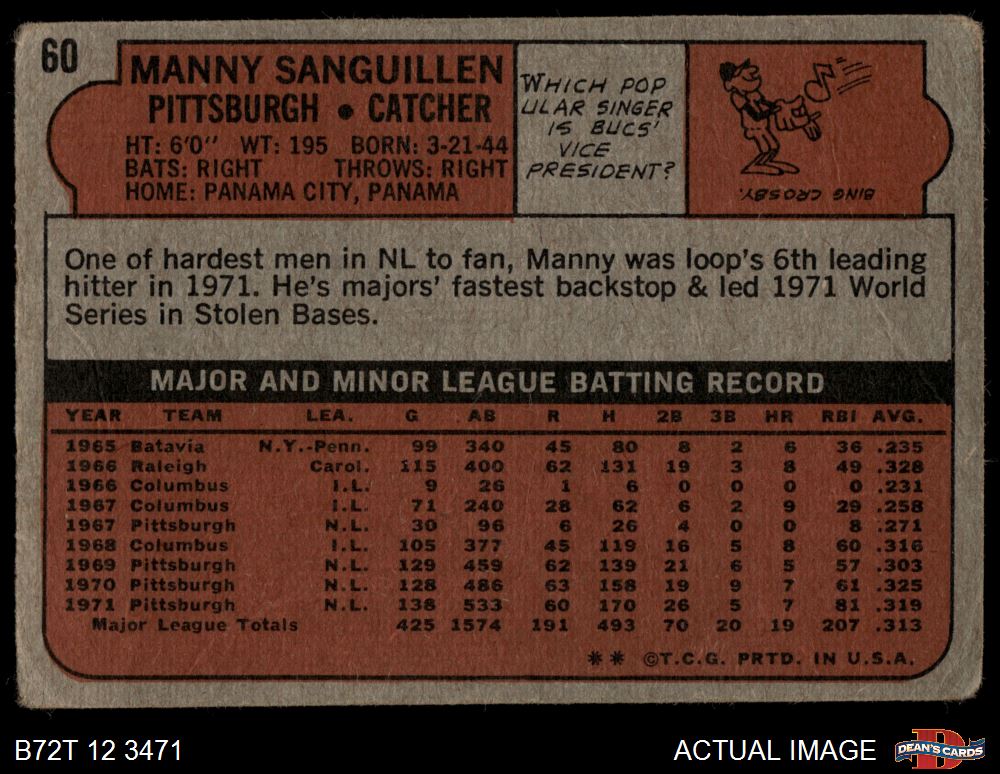 60
MANNY SANGUILLEN
PITTSBURGH • CATCHER
HT: 6'0" WT: 195 BORN: 3-21-44
BATS: RIGHT THROWS: RIGHT
HOME: PANAMA CITY, PANAMA
WHICH POP
ULAR SINGER
IS BUCS'
VICE
PRESIDENT?
BING CROSBY.
One of hardest men in NL to fan, Manny was loop's 6th leading
hitter in 1971. He's majors' fastest backstop & led 1971 World
Series in Stolen Bases.
MAJOR AND MINOR LEAGUE BATTING RECORD
YEAR TEAM LEA. G AB R H 2B 3B HR RBI AVG.
1965 Batavia N.Y.-Penn. 99 340 45 80 8 2 6 36 .235
1966 Raleigh Carol. 115 400 62 131 19 3 8 49 .328
1966 Columbus I.L. 9 26 1 6 0 0 0 0 .231
1967 Columbus I.L. 71 240 28 62 6 2 9 29 .258
1967 Pittsburgh N.L. 30 96 6 26 4 0 0 8 .271
1968 Columbus I.L. 105 377 45 119 16 5 8 60 .316
1969 Pittsburgh N.L. 129 459 62 139 21 6 5 57 .303
1970 Pittsburgh N.L. 128 486 63 158 19 9 7 61 .325
1971 Pittsburgh N.L. 138 533 60 170 26 5 7 81 .319
Major League Totals 425 1574 191 493 70 20 19 207 .313
** ©T.C.G. PRTD. IN U.S.A.
B72T 12 3471
ACTUAL IMAGE
DEAN'S CARDS